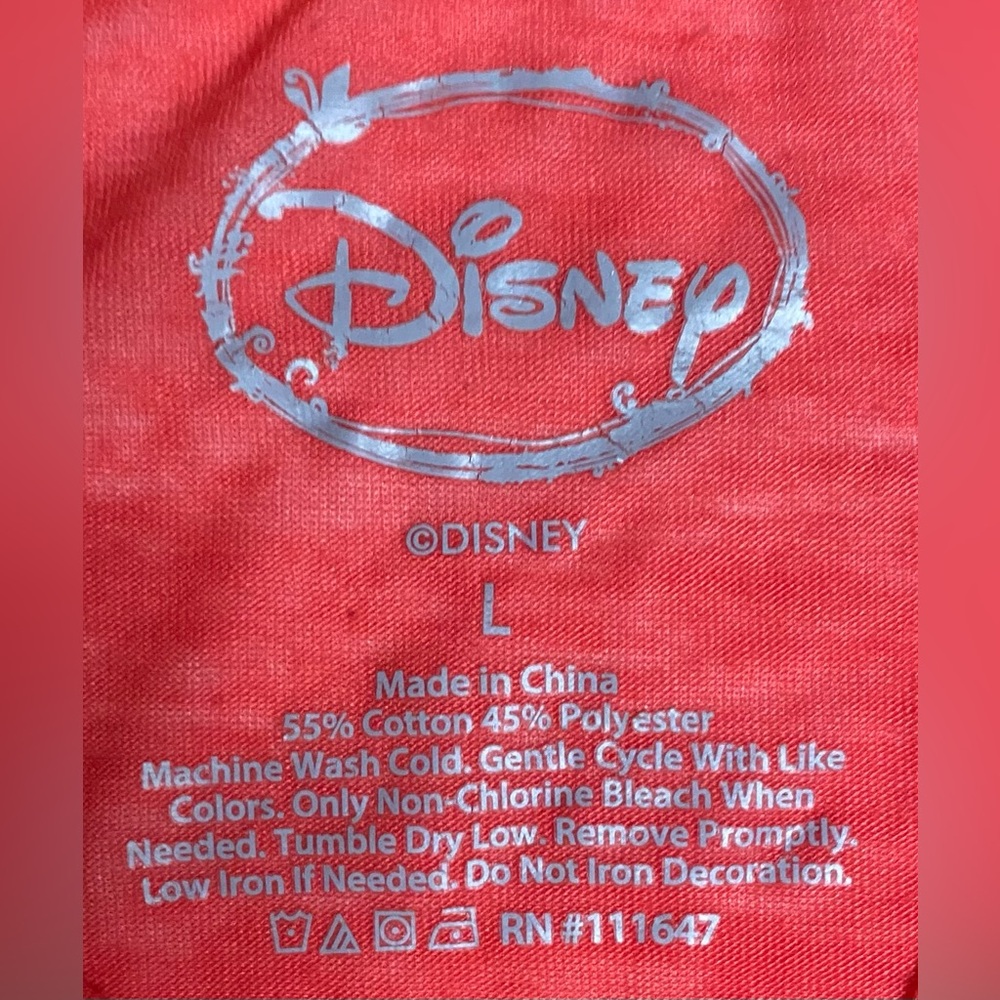 Disney
©DISNEY
L
Made in China
55% Cotton 45% Polyester
Machine Wash Cold. Gentle Cycle With Like
Colors. Only Non-Chlorine Bleach When
Needed. Tumble Dry Low. Remove Promptly.
Low Iron If Needed. Do Not Iron Decoration.
RN #111647